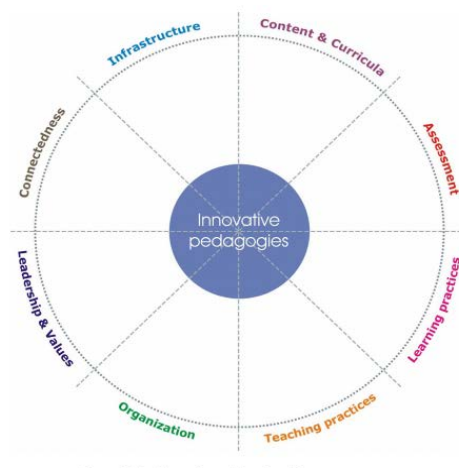 Infrastructure
Content & Curricula
Connectedness
Assessment
Innovative
pedagogies
Leadership & Values
Learning practices
Organization
Teaching practices